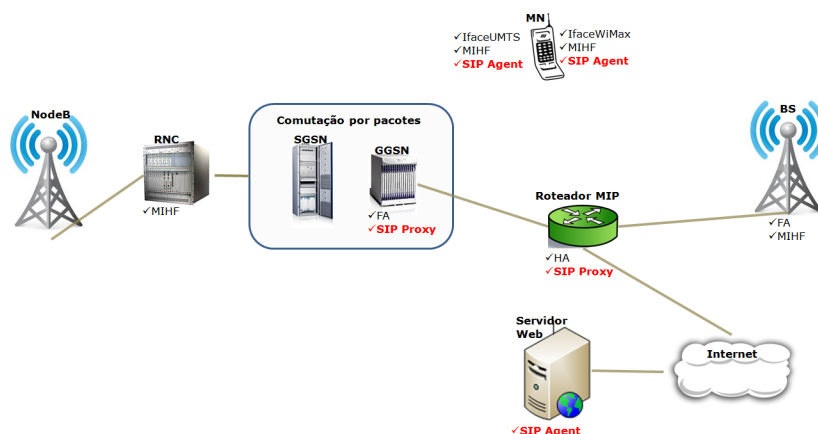 MN
✓IfaceUMTS
✓MIHF
✓SIP Agent
✓IfaceWiMax
✓MIHF
✓SIP Agent
NodeB
RNC
✓MIHF
Comutação por pacotes
SGSN
GGSN
✓FA
✓SIP Proxy
Roteador MIP
✓HA
✓SIP Proxy
BS
✓FA
✓MIHF
Servidor
Web
✓SIP Agent
Internet